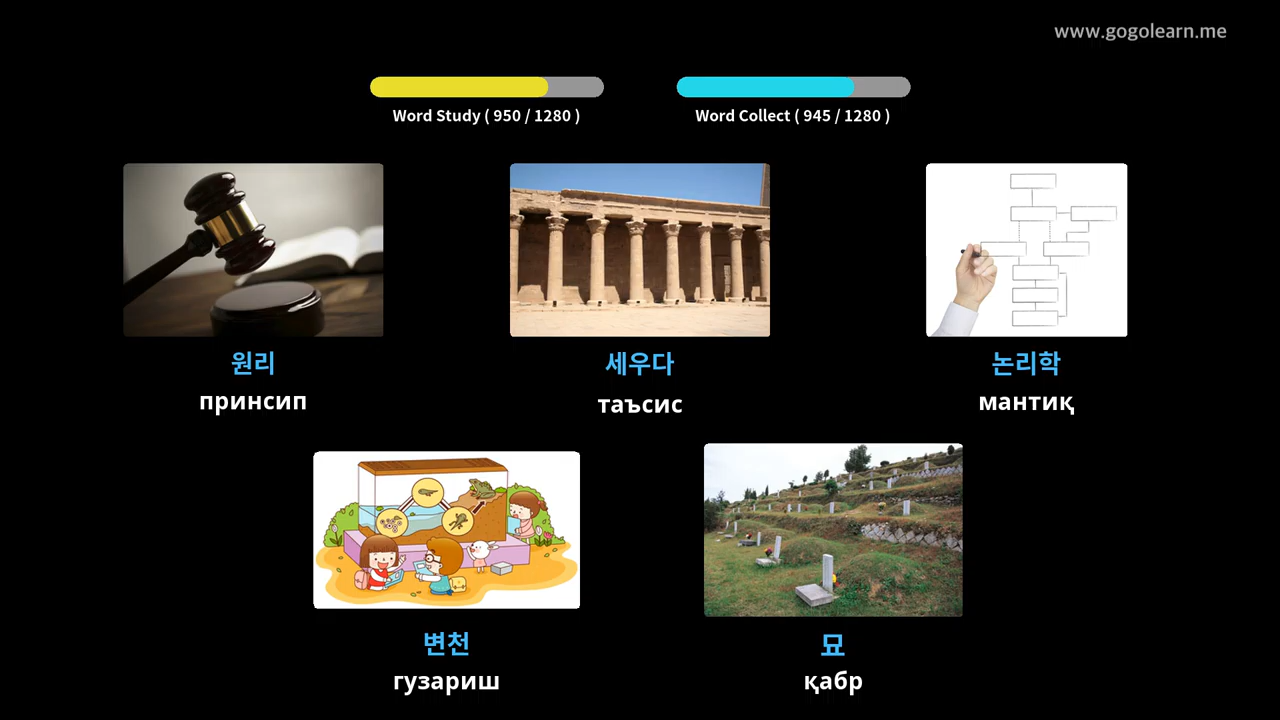 www.gogolearn.me
Word Study ( 950 / 1280 )
Word Collect ( 945 / 1280 )
원리
принсип
세우다
таъсис
논리학
мантиқ
변천
гузариш
묘
қабр